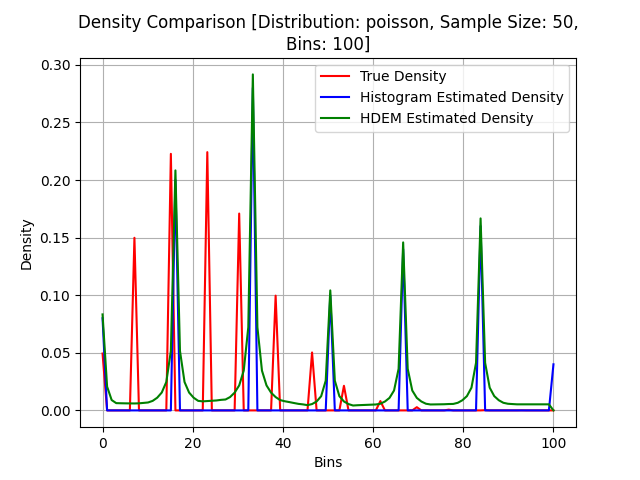 Density Comparison [Distribution: poisson, Sample Size: 50,
Bins: 100]
True Density
Histogram Estimated Density
HDEM Estimated Density
Density
0.30
0.25
0.20
0.15
0.10
0.05
0.00
0 20 40 60 80 100
Bins